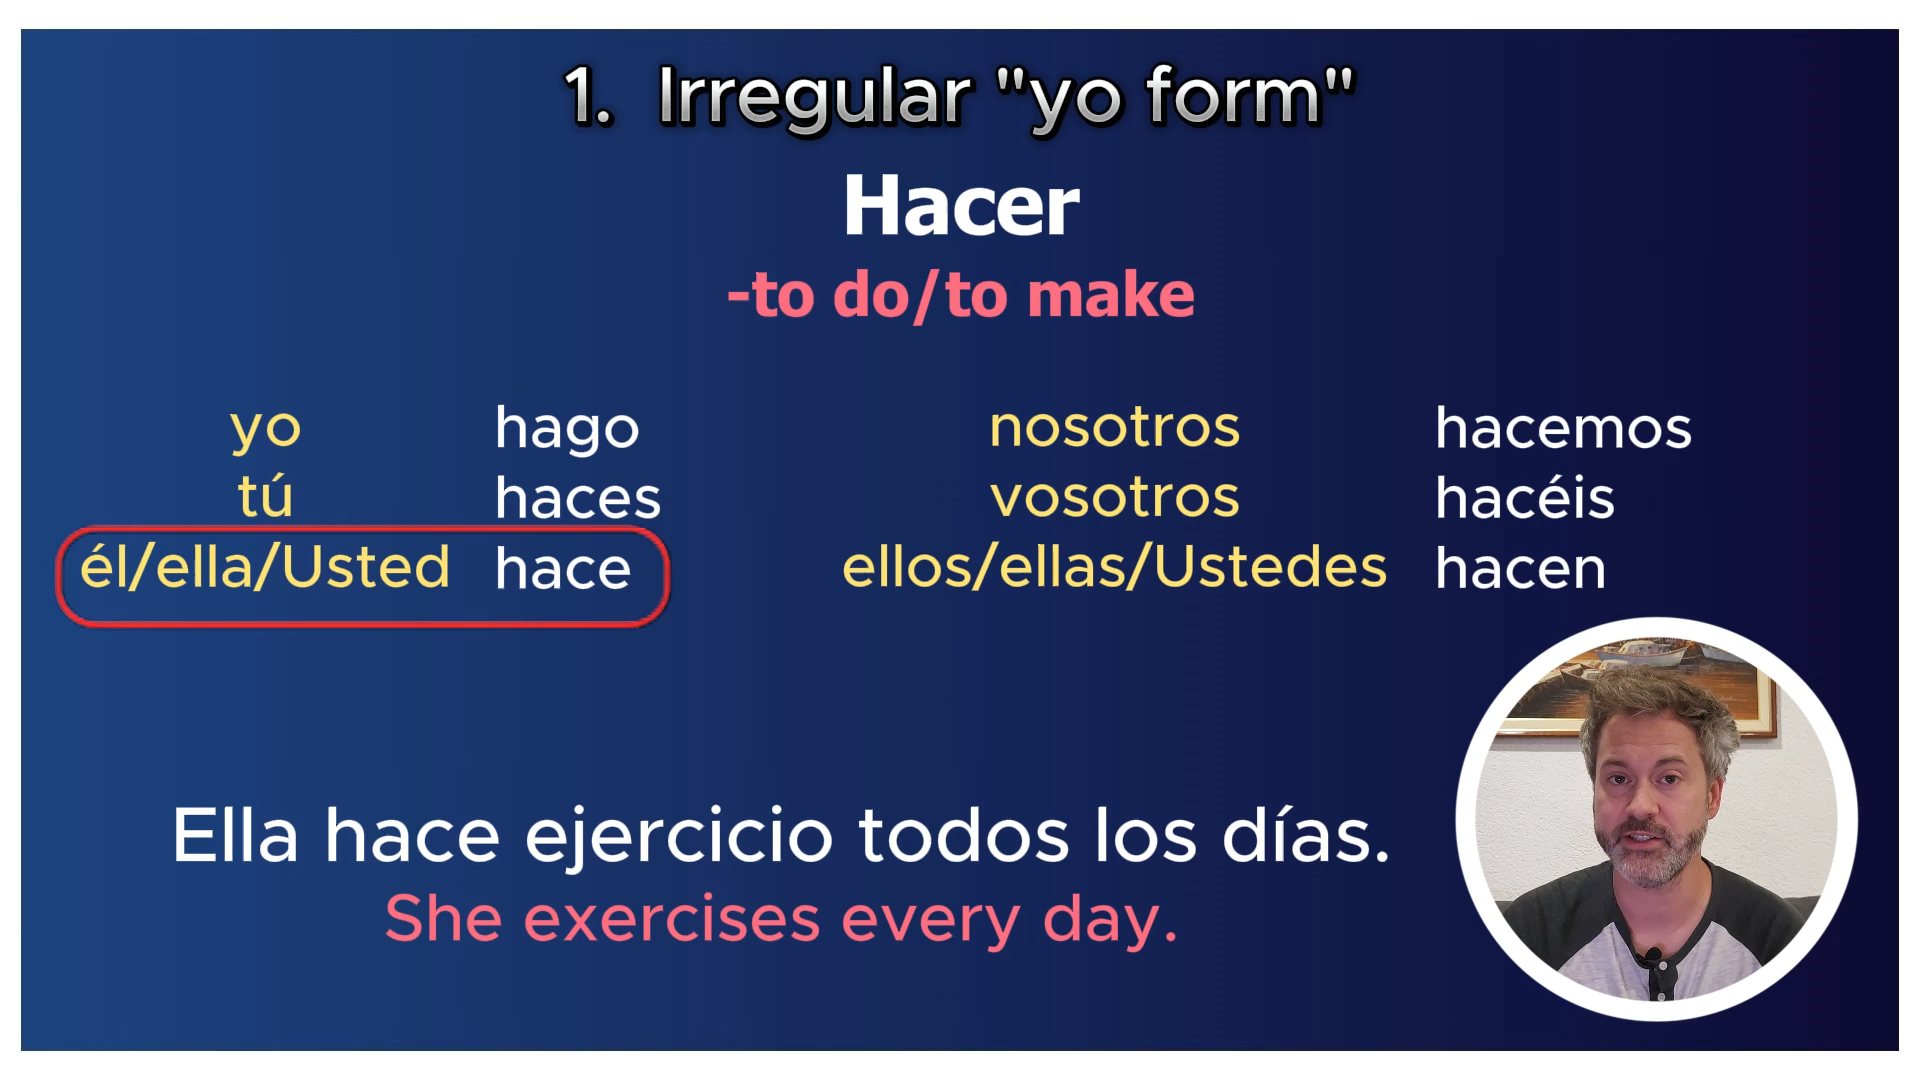 1. Irregular "yo form"
Hacer
-to do/to make
yo hago
tú haces
él/ella/Usted hace
nosotros hacemos
vosotros hacéis
ellos/ellas/Ustedes hacen
Ella hace ejercicio todos los días.
She exercises every day.